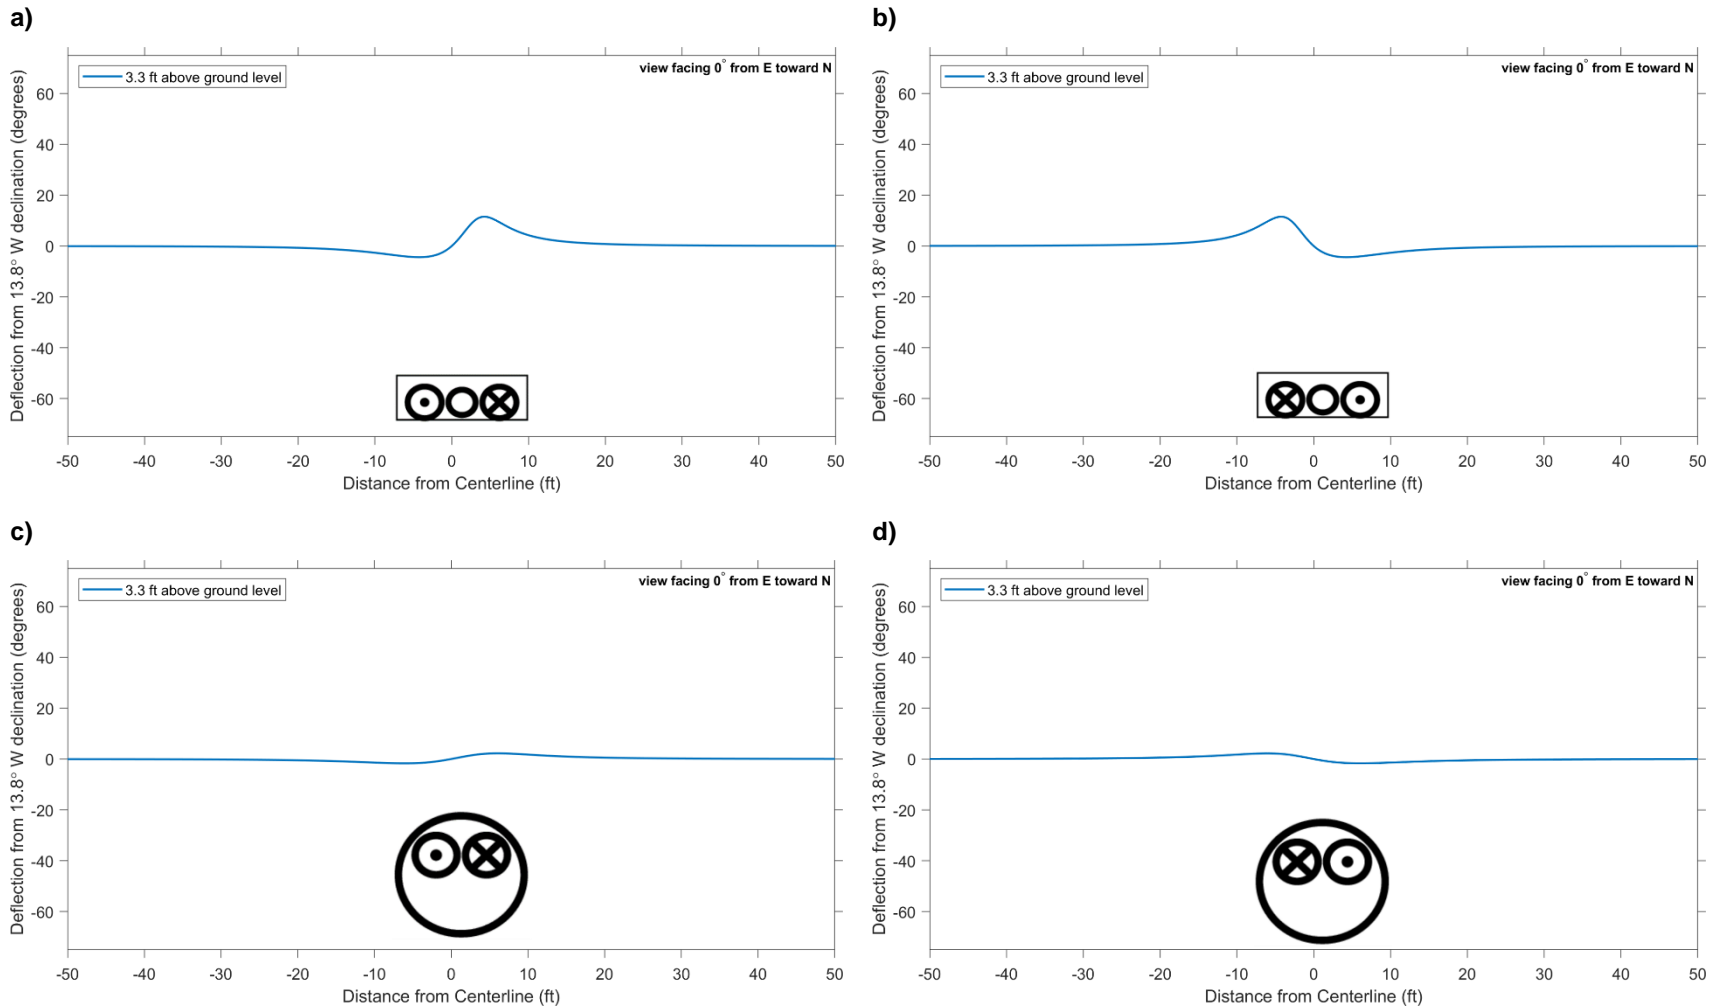 a)
3.3 ft above ground level
view facing 0° from E toward N
Deflection from 13.8° W declination (degrees)
60
40
20
0
-20
-40
-60
-50 -40 -30 -20 -10 0 10 20 30 40 50
Distance from Centerline (ft)
b)
3.3 ft above ground level
view facing 0° from E toward N
Deflection from 13.8° W declination (degrees)
60
40
20
0
-20
-40
-60
-50 -40 -30 -20 -10 0 10 20 30 40 50
Distance from Centerline (ft)
c)
3.3 ft above ground level
view facing 0° from E toward N
Deflection from 13.8° W declination (degrees)
60
40
20
0
-20
-40
-60
-50 -40 -30 -20 -10 0 10 20 30 40 50
Distance from Centerline (ft)
d)
3.3 ft above ground level
view facing 0° from E toward N
Deflection from 13.8° W declination (degrees)
60
40
20
0
-20
-40
-60
-50 -40 -30 -20 -10 0 10 20 30 40 50
Distance from Centerline (ft)